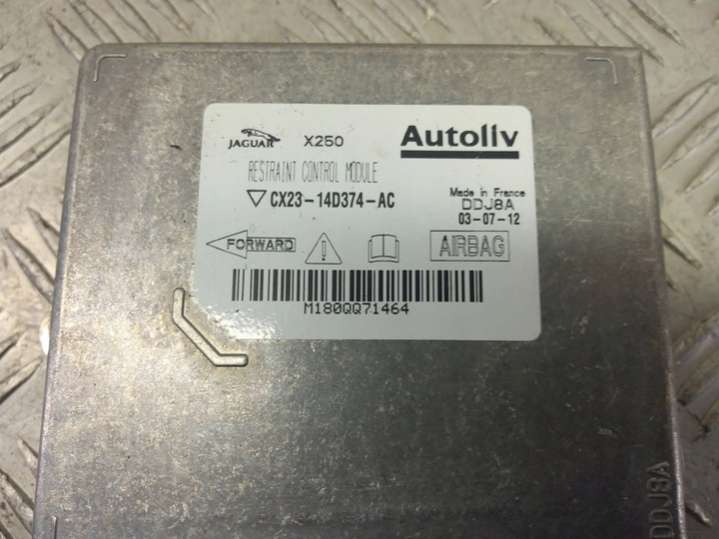 JAGUAR X250 Autoliv
RESTRAINT CONTROL MODULE
CX23-14D374-AC
Made in France
DDJ8A
03-07-12
FORWARD
AIRBAG
M180QQ71464
DDJ8A